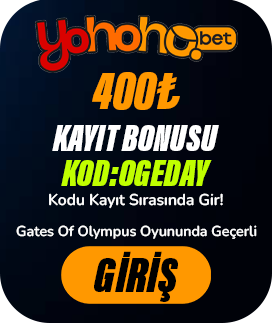 Yohoho.bet
400₺
KAYIT BONUSU
KOD:OGEDAY
Kodu Kayıt Sırasında Gir!
Gates Of Olympus Oyununda Geçerli
GİRİŞ